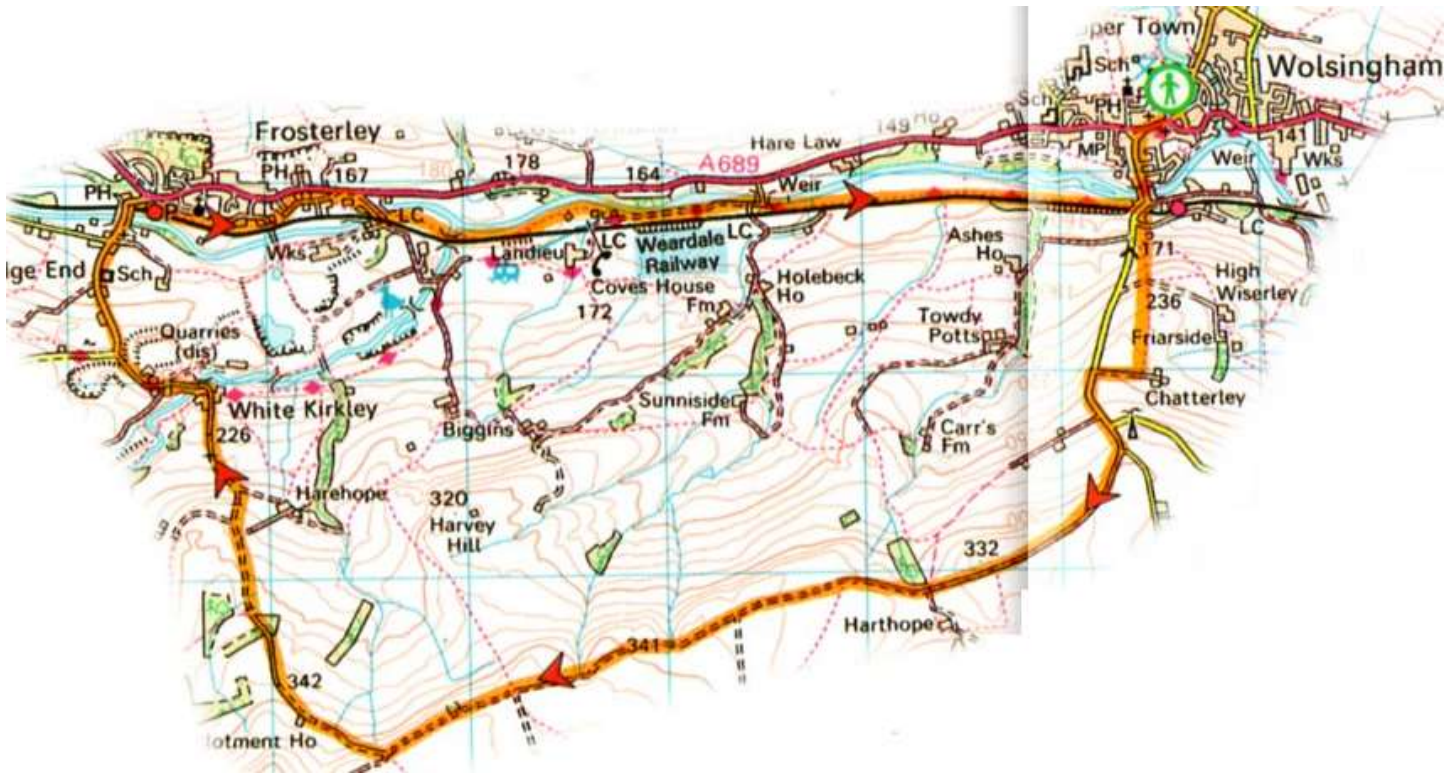 per Town
Sch
Wolsingham
PH
Sch
Ho
149
Hare Law
MP
141
Weir
Wks
Frosterley
PH
167
178
180
164
A689
Weir
PH
P
LC
LC
LC
LC
Wks
Landieu
Weardale
Railway
Ashes
Ho
171
High
Wiserley
236
ge End
Sch
Coves House
Fm
172
Holebeck
Ho
Towdy
Potts
Friarside
Quarries
(dis)
White Kirkley
226
Biggins
Sunniside
Fm
Carr's
Fm
Chatterley
Harehope
320
Harvey
Hill
332
Harthope
341
342
lotment Ho